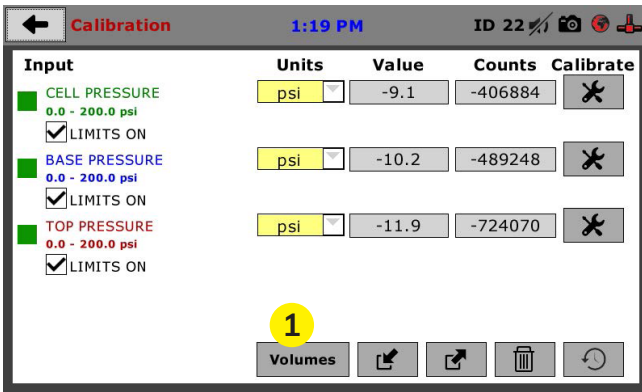 Calibration 1:19 PM ID 22
Input Units Value Counts Calibrate
CELL PRESSURE psi -9.1 -406884
0.0 - 200.0 psi
LIMITS ON
BASE PRESSURE psi -10.2 -489248
0.0 - 200.0 psi
LIMITS ON
TOP PRESSURE psi -11.9 -724070
0.0 - 200.0 psi
LIMITS ON
1
Volumes